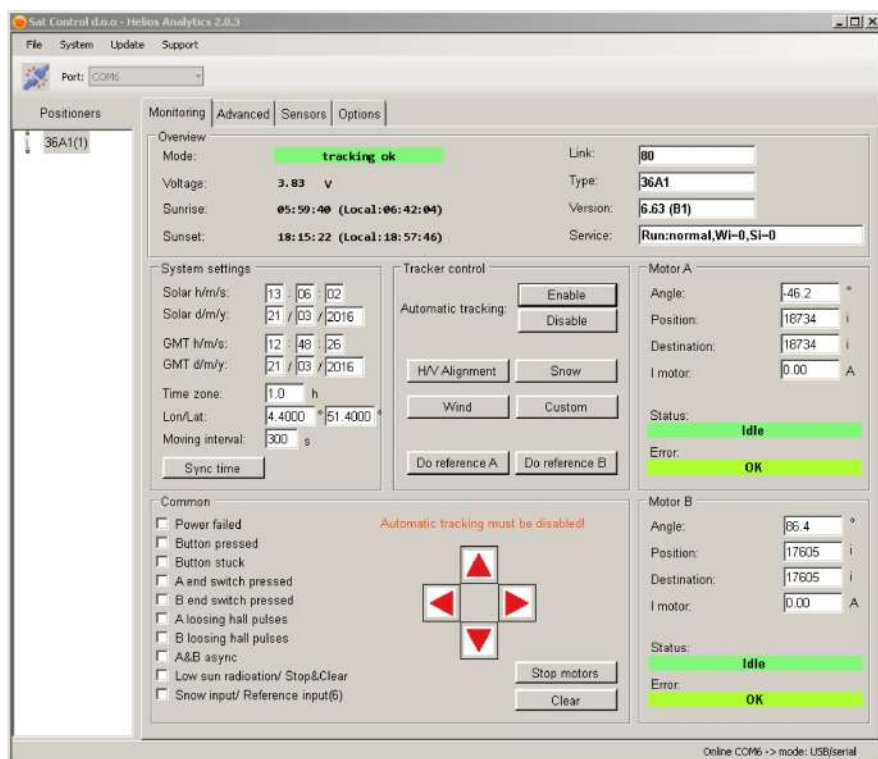 Sat Control d.o.o - Helios Analytics 2.0.3
File System Update Support
Port: COM6
Positioners
36A1(1)
Monitoring Advanced Sensors Options
Overview
Mode: tracking ok
Voltage: 3.83 V
Sunrise: 05:59:40 (Local:06:42:04)
Sunset: 18:15:22 (Local:18:57:46)
Link: 80
Type: 36A1
Version: 6.63 (B1)
Service: Run:normal,Wi-0,Si-0
System settings
Solar h/m/s: 13 : 06 : 02
Solar d/m/y: 21 / 03 / 2016
GMT h/m/s: 12 : 48 : 26
GMT d/m/y: 21 / 03 / 2016
Time zone: 1.0 h
Lon/Lat: 4.4000 ° 51.4000 °
Moving interval: 300 s
Sync time
Tracker control
Automatic tracking: Enable
Disable
H/V Alignment Snow
Wind Custom
Do reference A Do reference B
Motor A
Angle: -46.2 °
Position: 18734 i
Destination: 18734 i
I motor: 0.00 A
Status:
Idle
Error:
OK
Common
Power failed
Button pressed
Button stuck
A end switch pressed
B end switch pressed
A loosing hall pulses
B loosing hall pulses
A&B async
Low sun radioation/ Stop&Clear
Snow input/ Reference input(6)
Automatic tracking must be disabled!
Stop motors
Clear
Motor B
Angle: 86.4 °
Position: 17605 i
Destination: 17605 i
I motor: 0.00 A
Status:
Idle
Error:
OK
Online COM6 -> mode: USB/serial